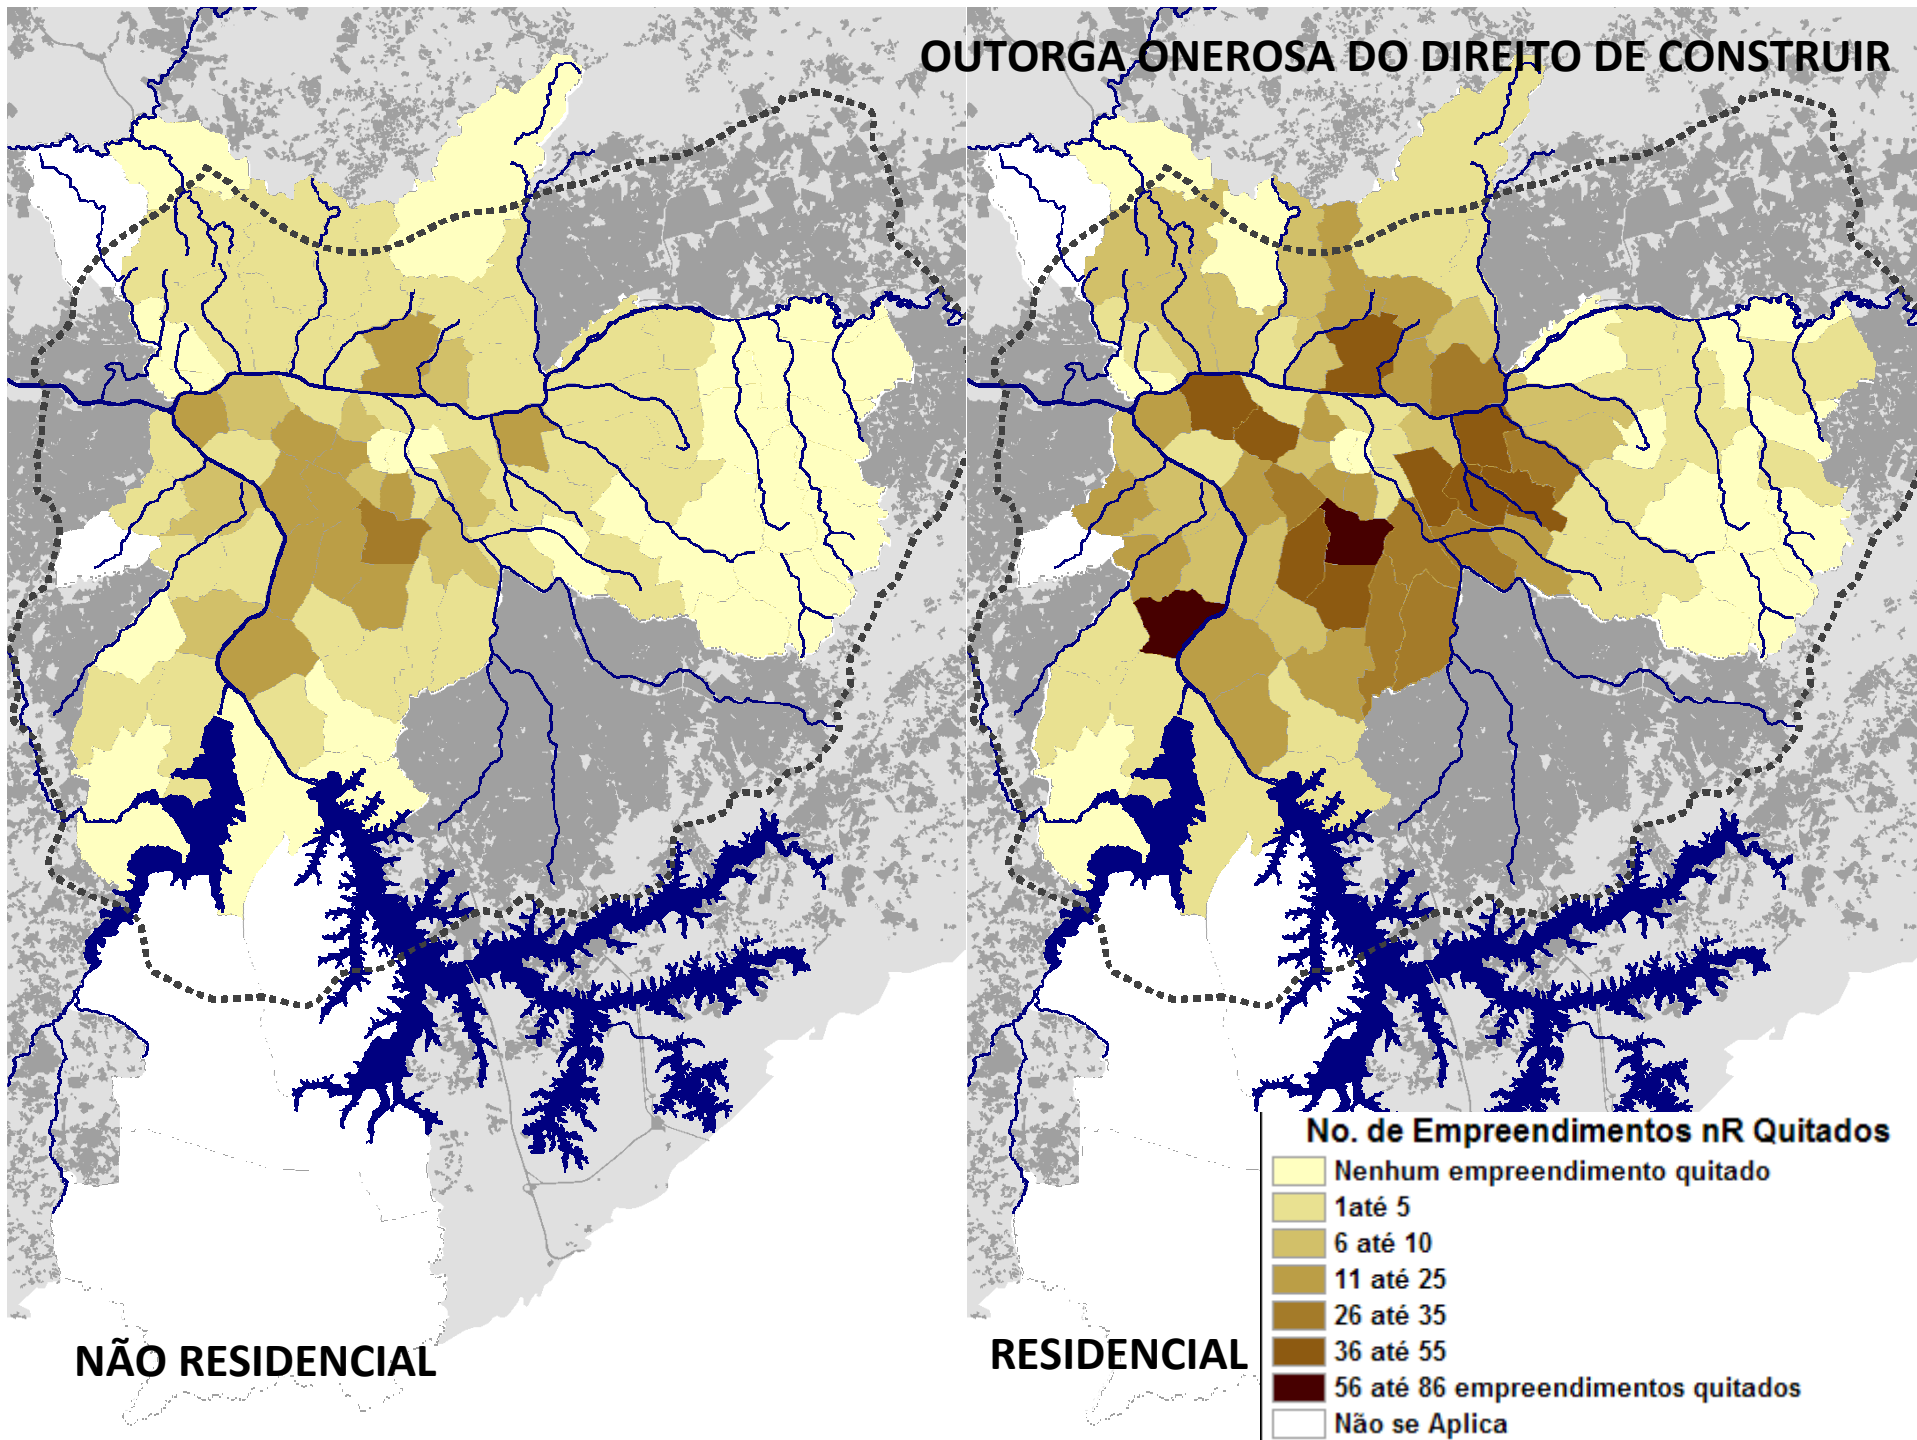 OUTORGA ONEROSA DO DIREITO DE CONSTRUIR
NÃO RESIDENCIAL
RESIDENCIAL
No. de Empreendimentos nR Quitados
Nenhum empreendimento quitado
1até 5
6 até 10
11 até 25
26 até 35
36 até 55
56 até 86 empreendimentos quitados
Não se Aplica